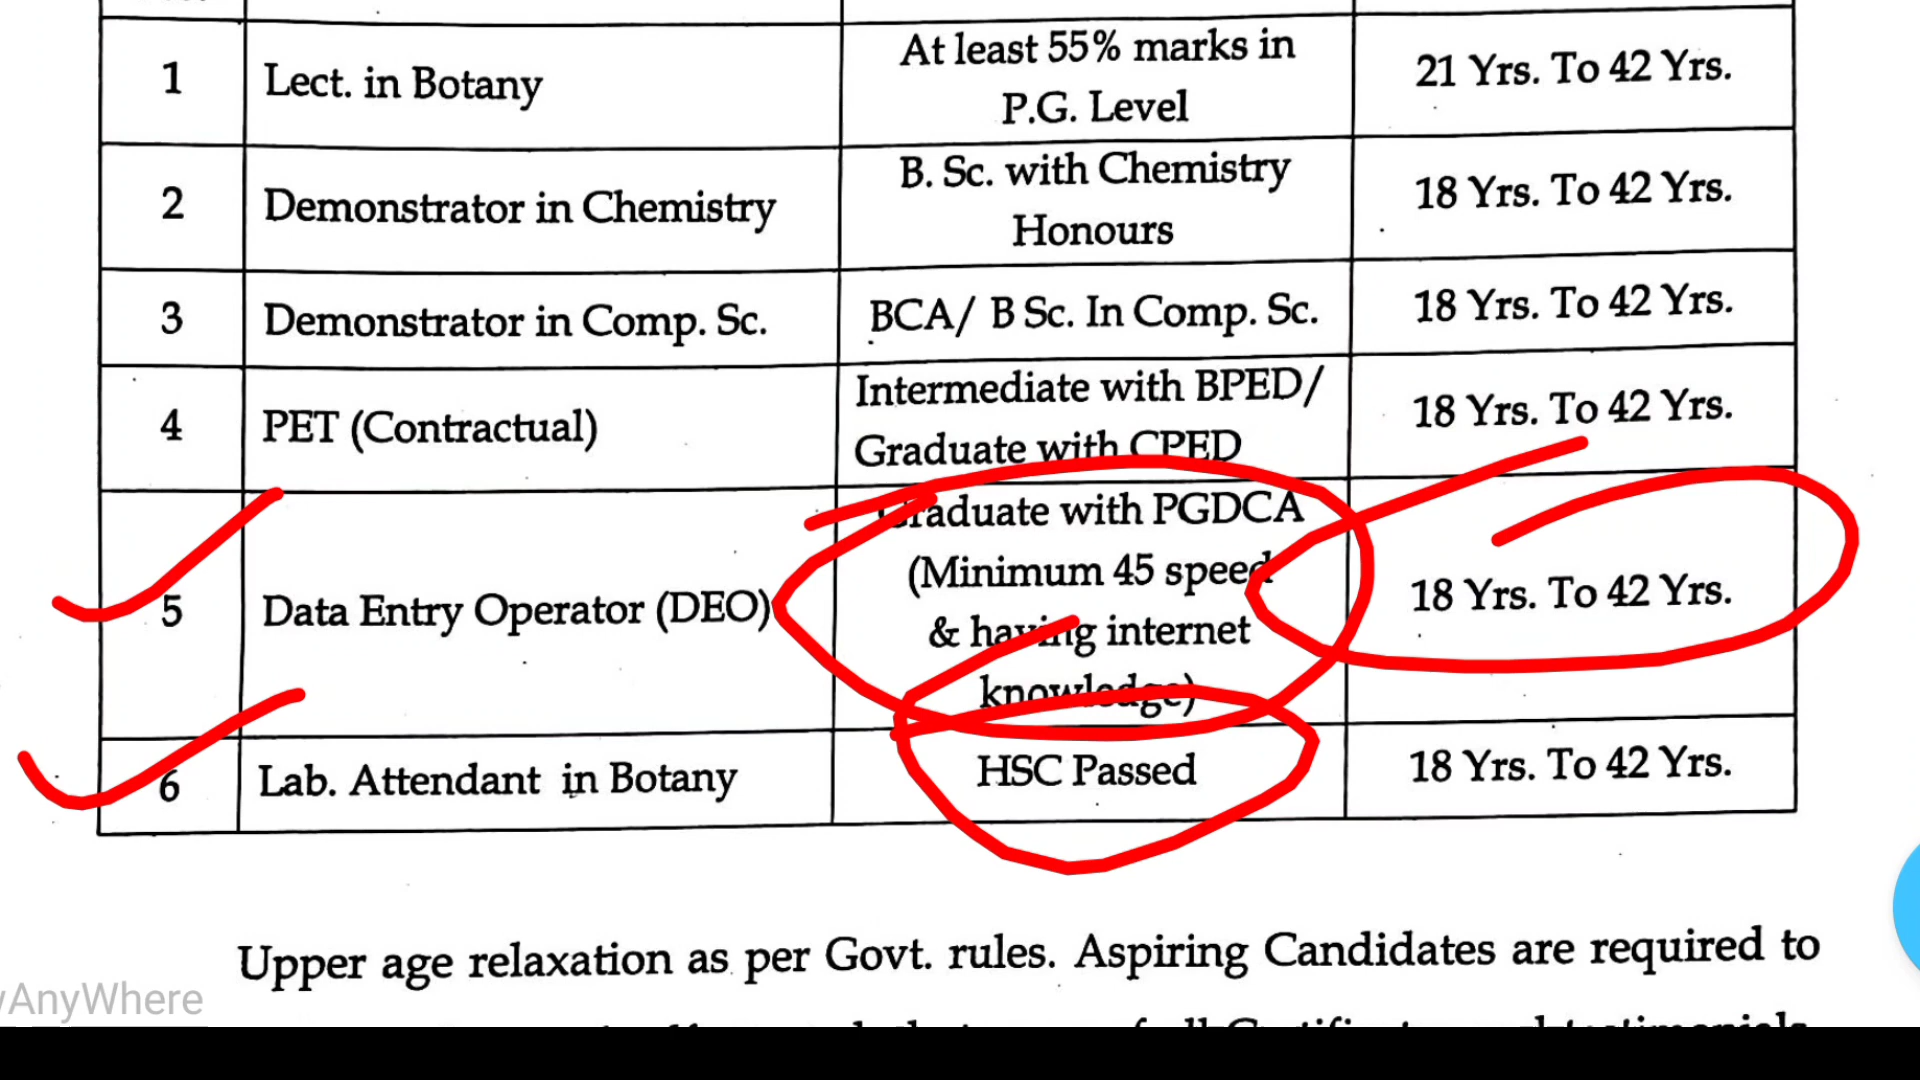 1 Lect. in Botany At least 55% marks in P.G. Level 21 Yrs. To 42 Yrs.
2 Demonstrator in Chemistry B. Sc. with Chemistry Honours 18 Yrs. To 42 Yrs.
3 Demonstrator in Comp. Sc. BCA/ B Sc. In Comp. Sc. 18 Yrs. To 42 Yrs.
4 PET (Contractual) Intermediate with BPED/ Graduate with CPED 18 Yrs. To 42 Yrs.
5 Data Entry Operator (DEO) Graduate with PGDCA (Minimum 45 speed & having internet knowledge) 18 Yrs. To 42 Yrs.
6 Lab. Attendant in Botany HSC Passed 18 Yrs. To 42 Yrs.
Upper age relaxation as per Govt. rules. Aspiring Candidates are required to
AnyWhere